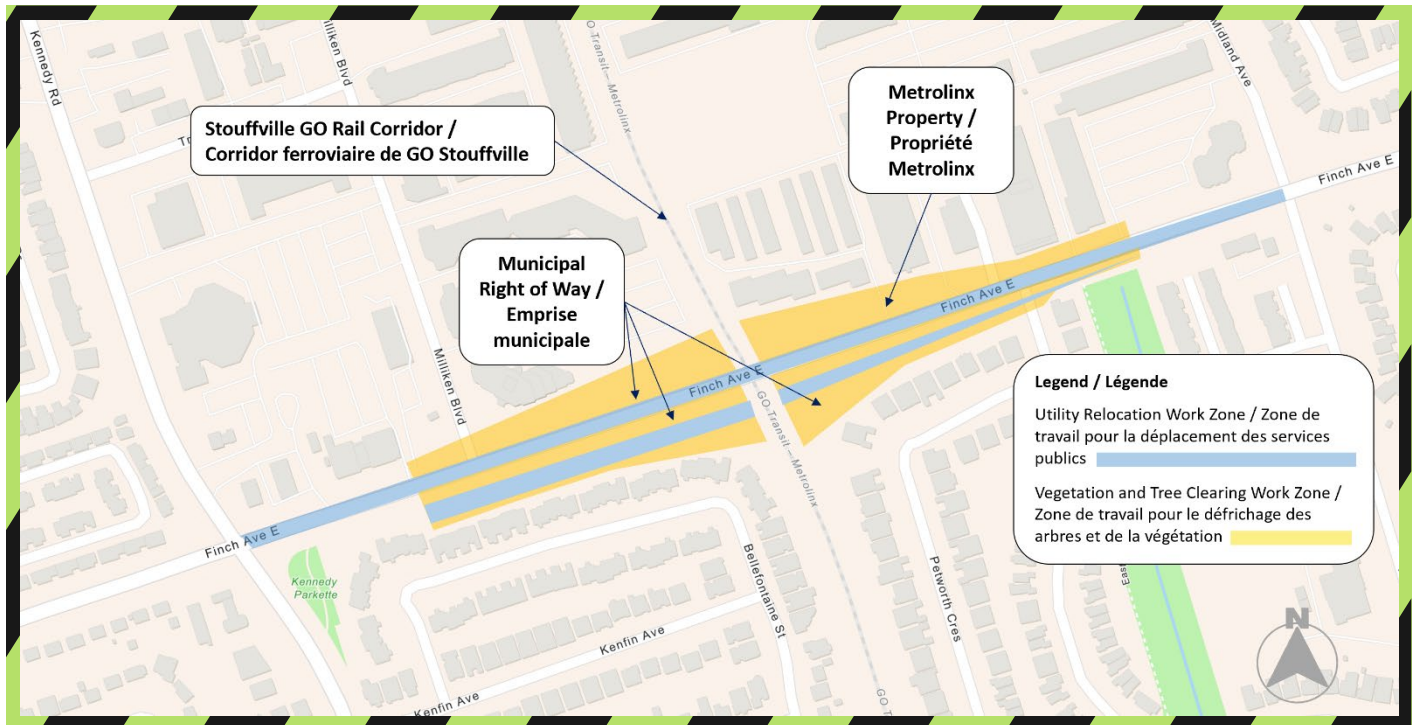 Kennedy Rd
illiken Blvd
GO Transit – Metrolinx
Midland Ave
Stouffville GO Rail Corridor /
Corridor ferroviaire de GO Stouffville
Metrolinx
Property /
Propriété
Metrolinx
Tr
Finch Ave E
Municipal
Right of Way /
Emprise
municipale
Finch Ave E
Milliken Blvd
Finch Ave E
GO Transit – Metrolinx
Legend / Légende
Utility Relocation Work Zone / Zone de
travail pour la déplacement des services
publics
Vegetation and Tree Clearing Work Zone /
Zone de travail pour le défrichage des
arbres et de la végétation
Finch Ave E
Kennedy
Parkette
Bellefontaine St
Petworth Cres
East
Kenfin Ave
Kenfin Ave
GO T
N